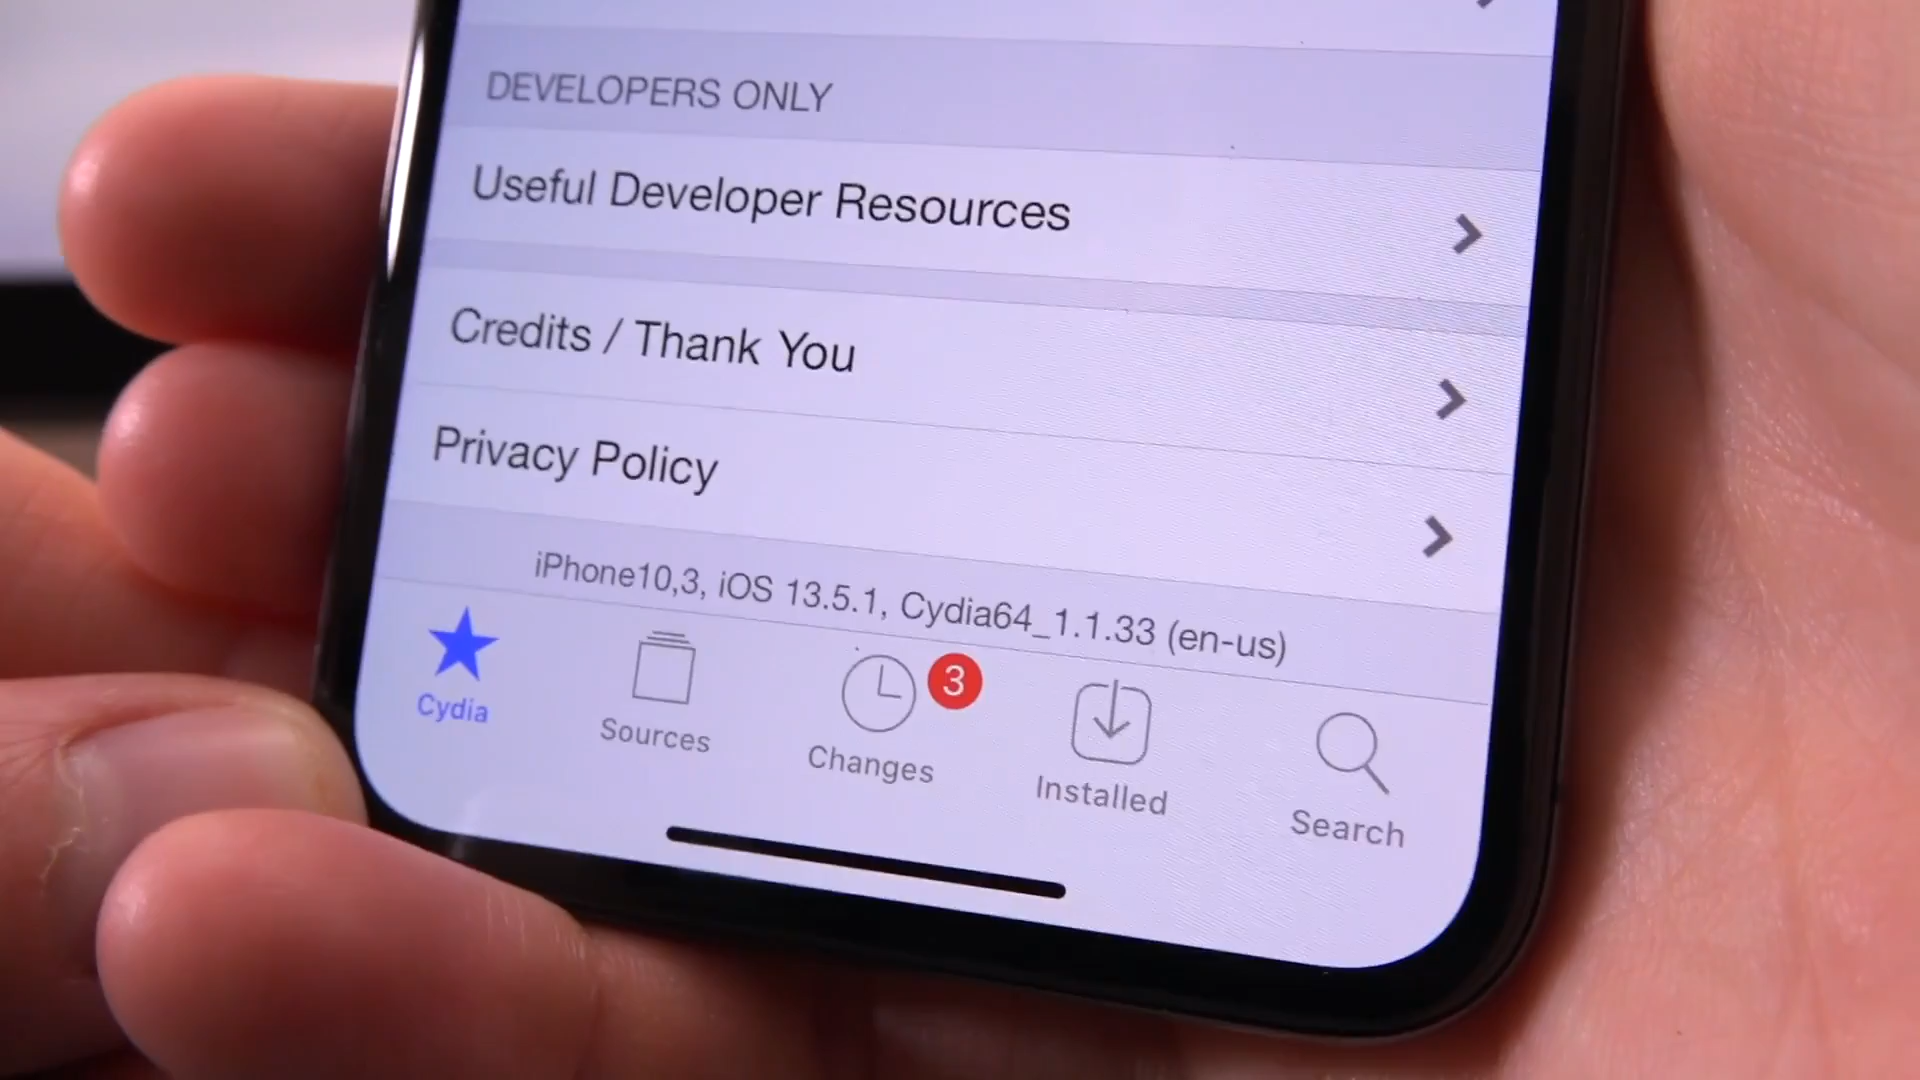 DEVELOPERS ONLY
Useful Developer Resources
Credits / Thank You
Privacy Policy
iPhone10,3, iOS 13.5.1, Cydia64_1.1.33 (en-us)
3
Cydia
Sources
Changes
Installed
Search